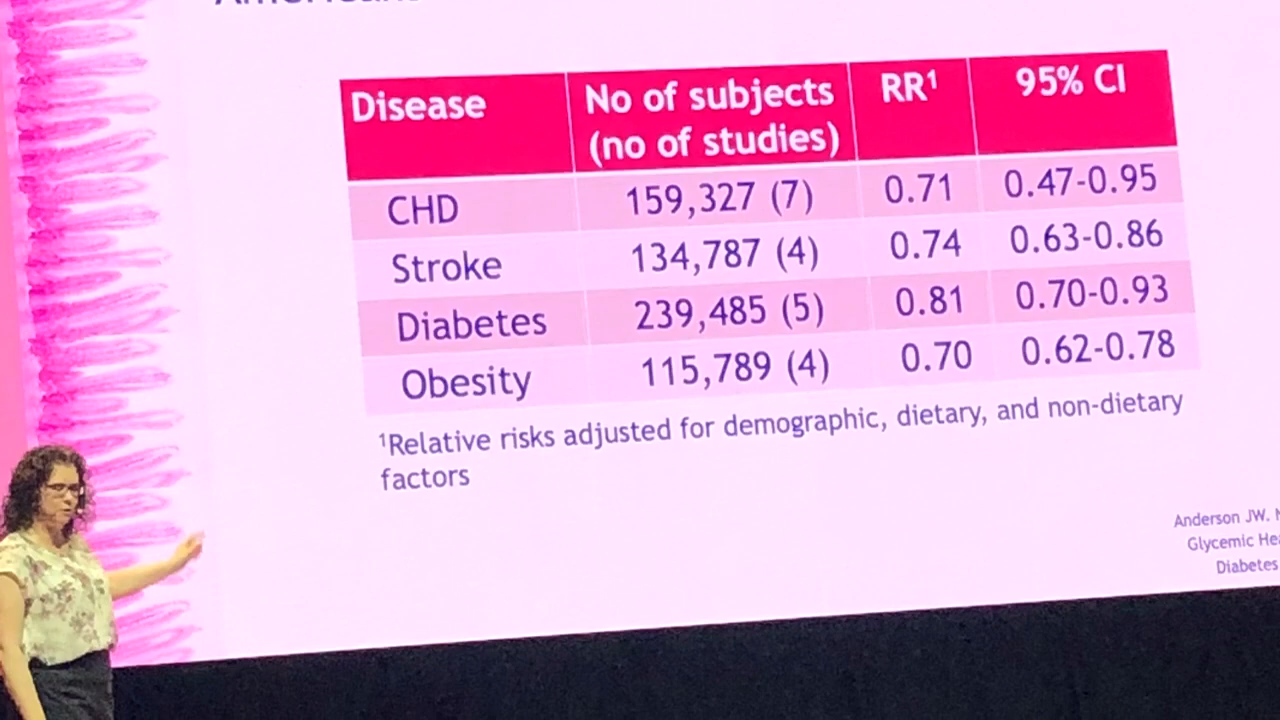 Disease No of subjects RR¹ 95% CI
(no of studies)
CHD 159,327 (7) 0.71 0.47-0.95
Stroke 134,787 (4) 0.74 0.63-0.86
Diabetes 239,485 (5) 0.81 0.70-0.93
Obesity 115,789 (4) 0.70 0.62-0.78
¹Relative risks adjusted for demographic, dietary, and non-dietary
factors
Anderson JW.
Glycemic
Diabetes